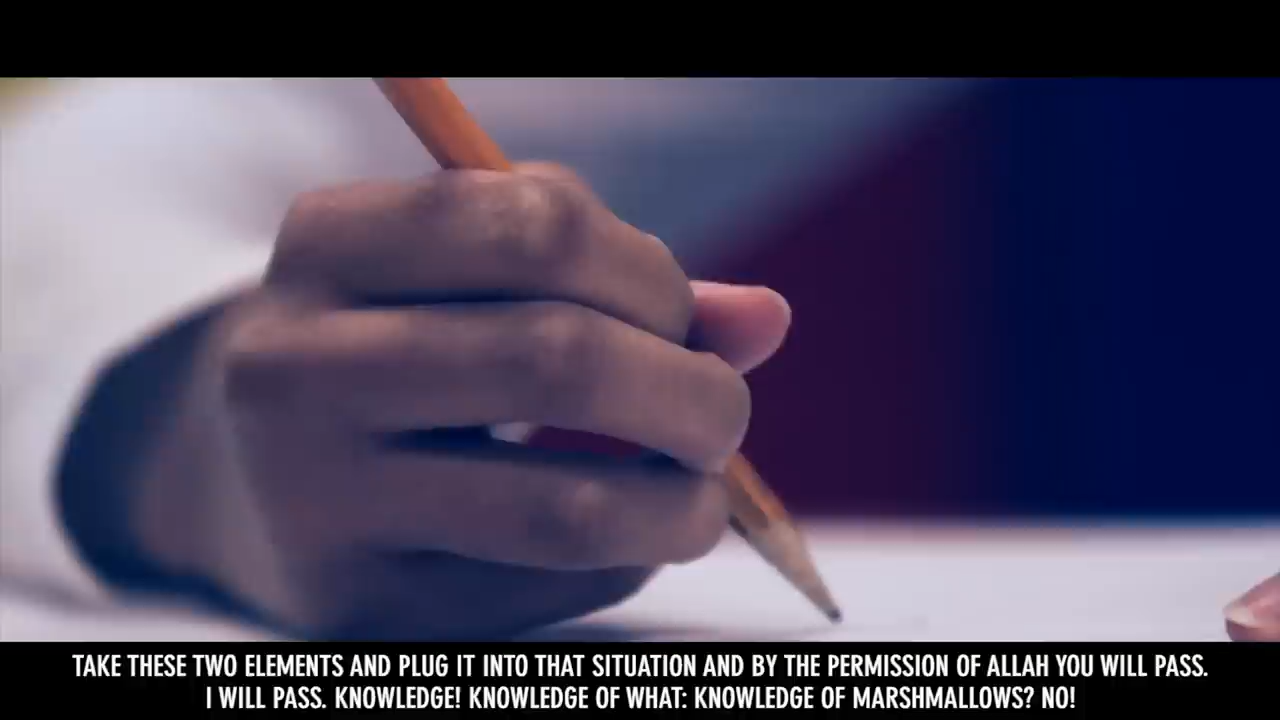 TAKE THESE TWO ELEMENTS AND PLUG IT INTO THAT SITUATION AND BY THE PERMISSION OF ALLAH YOU WILL PASS.
I WILL PASS. KNOWLEDGE! KNOWLEDGE OF WHAT: KNOWLEDGE OF MARSHMALLOWS? NO!